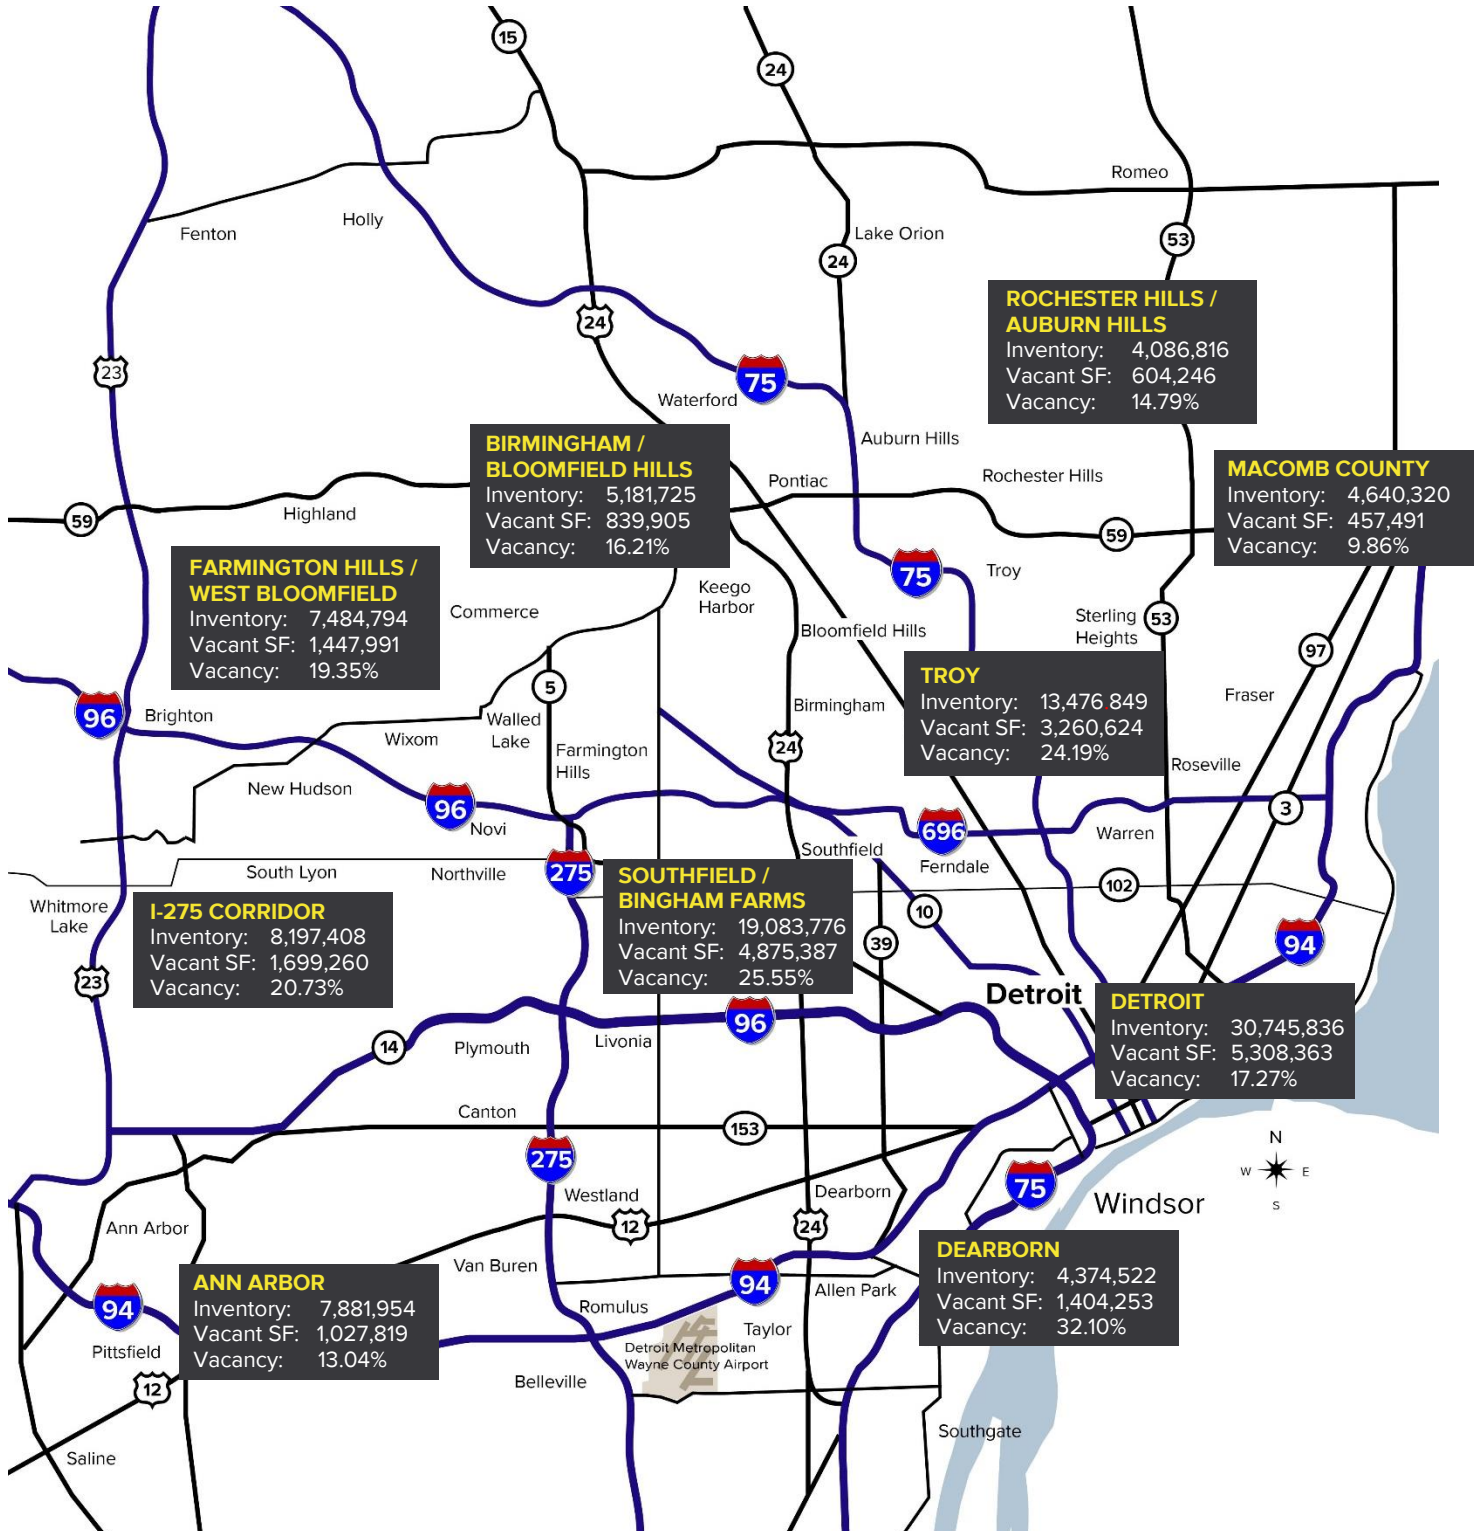 15
24
Romeo
Holly
Fenton
Lake Orion
53
24
ROCHESTER HILLS /
AUBURN HILLS
Inventory: 4,086,816
Vacant SF: 604,246
Vacancy: 14.79%
24
23
75
Waterford
Auburn Hills
BIRMINGHAM /
BLOOMFIELD HILLS
Inventory: 5,181,725
Vacant SF: 839,905
Vacancy: 16.21%
Pontiac
Rochester Hills
MACOMB COUNTY
Inventory: 4,640,320
Vacant SF: 457,491
Vacancy: 9.86%
59
Highland
59
FARMINGTON HILLS /
WEST BLOOMFIELD
Inventory: 7,484,794
Vacant SF: 1,447,991
Vacancy: 19.35%
Commerce
Keego
Harbor
75
Troy
Sterling
Heights
53
Bloomfield Hills
97
TROY
Inventory: 13,476.849
Vacant SF: 3,260,624
Vacancy: 24.19%
5
Fraser
96
Brighton
Wixom
Walled
Lake
Birmingham
24
Farmington
Hills
Roseville
New Hudson
96
Novi
3
696
Warren
Southfield
Ferndale
South Lyon
Northville
275
102
SOUTHFIELD /
BINGHAM FARMS
Inventory: 19,083,776
Vacant SF: 4,875,387
Vacancy: 25.55%
Whitmore
Lake
I-275 CORRIDOR
Inventory: 8,197,408
Vacant SF: 1,699,260
Vacancy: 20.73%
10
39
94
23
Detroit
DETROIT
Inventory: 30,745,836
Vacant SF: 5,308,363
Vacancy: 17.27%
96
14
Plymouth
Livonia
Canton
153
275
N
W E
S
75
Westland
Dearborn
Windsor
12
24
Ann Arbor
DEARBORN
Inventory: 4,374,522
Vacant SF: 1,404,253
Vacancy: 32.10%
Van Buren
94
Allen Park
ANN ARBOR
Inventory: 7,881,954
Vacant SF: 1,027,819
Vacancy: 13.04%
94
Romulus
Taylor
Pittsfield
Detroit Metropolitan
Wayne County Airport
12
Belleville
Southgate
Saline